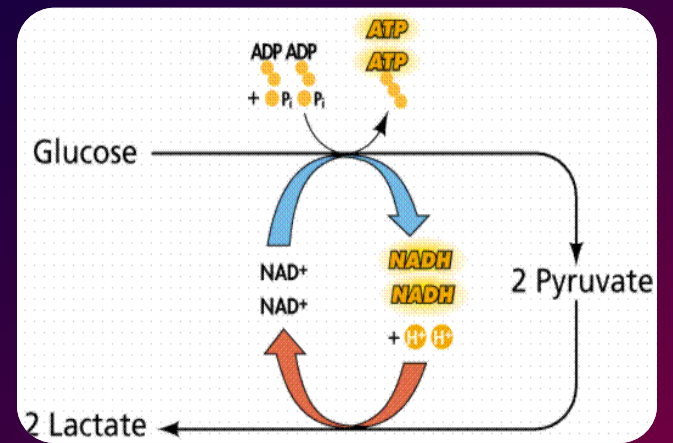 ADP ADP
+ Pi Pi
ATP
ATP
Glucose
NAD+
NAD+
NADH
NADH
+ H+ H+
2 Pyruvate
2 Lactate